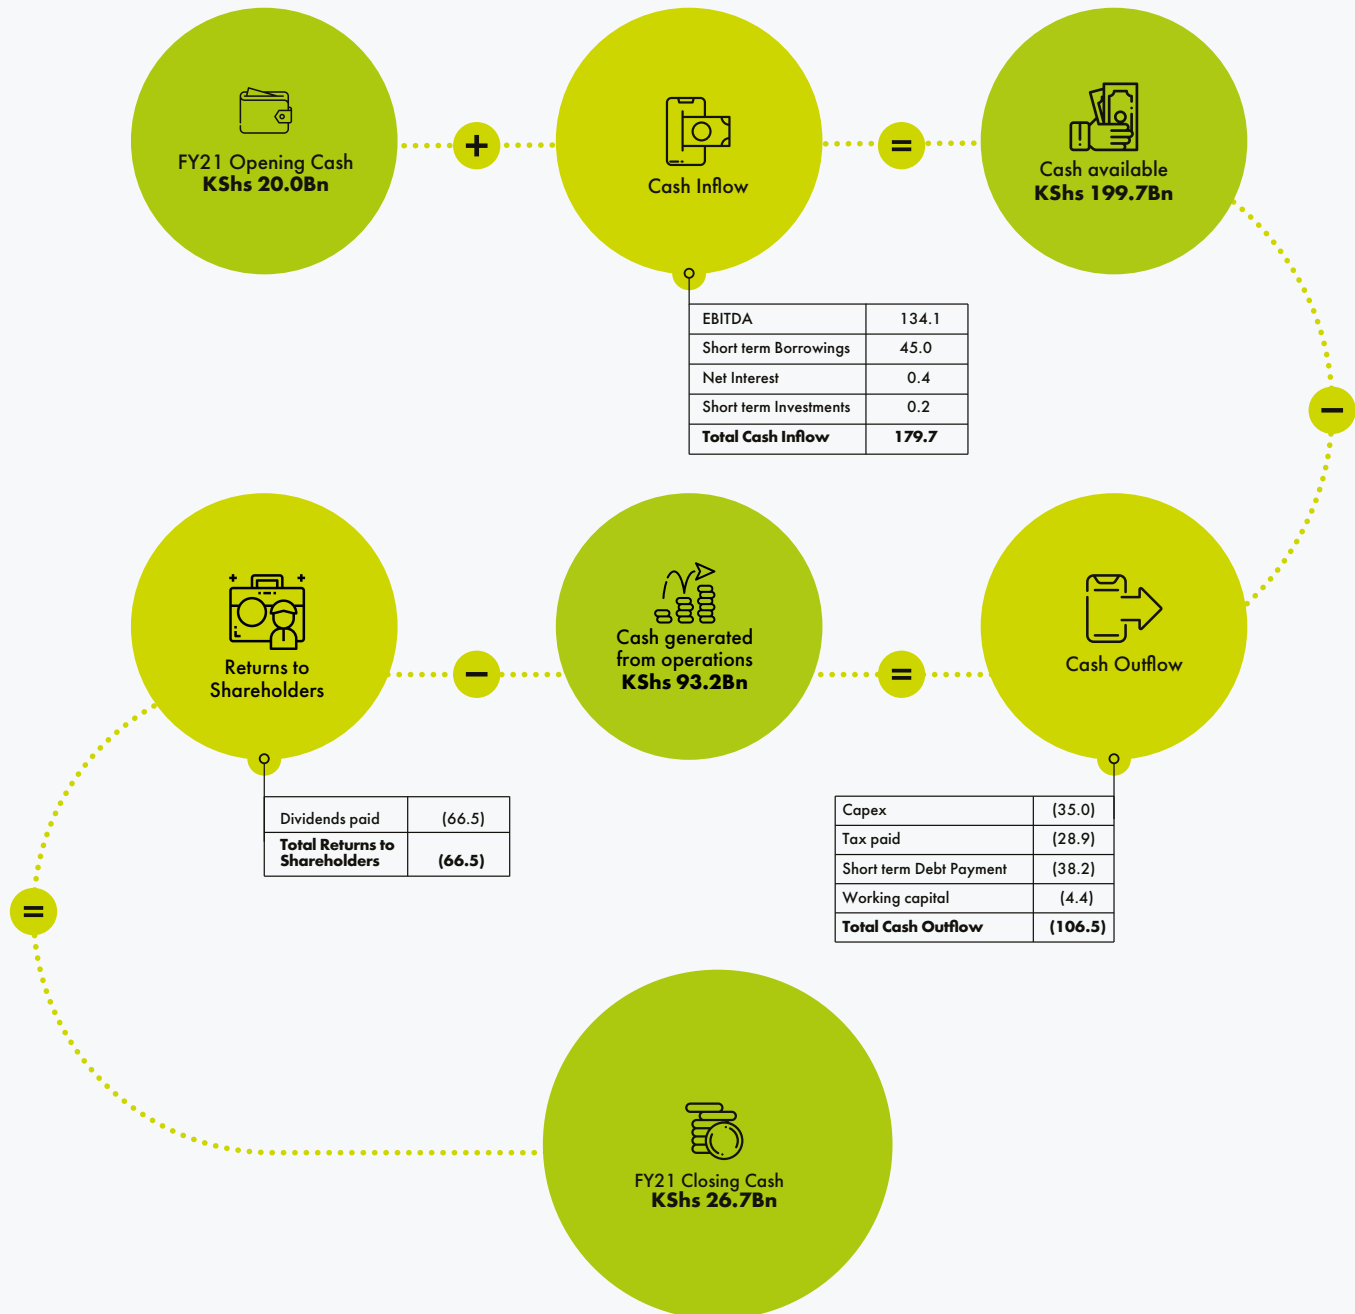 FY21 Opening Cash
KShs 20.0Bn
+
Cash Inflow
=
Cash available
KShs 199.7Bn
EBITDA 134.1
Short term Borrowings 45.0
Net Interest 0.4
Short term Investments 0.2
Total Cash Inflow 179.7
−
Cash Outflow
Capex (35.0)
Tax paid (28.9)
Short term Debt Payment (38.2)
Working capital (4.4)
Total Cash Outflow (106.5)
=
Cash generated
from operations
KShs 93.2Bn
−
Returns to
Shareholders
Dividends paid (66.5)
Total Returns to
Shareholders (66.5)
=
FY21 Closing Cash
KShs 26.7Bn